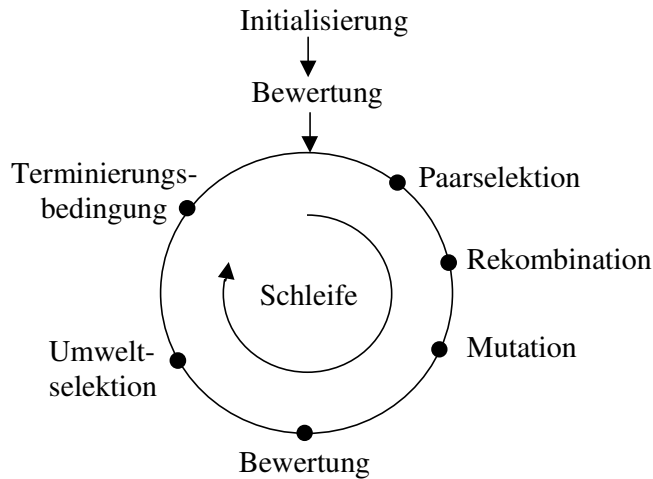 Initialisierung
Bewertung
Terminierungs-
bedingung
Paarselektion
Rekombination
Schleife
Mutation
Umwelt-
selektion
Bewertung